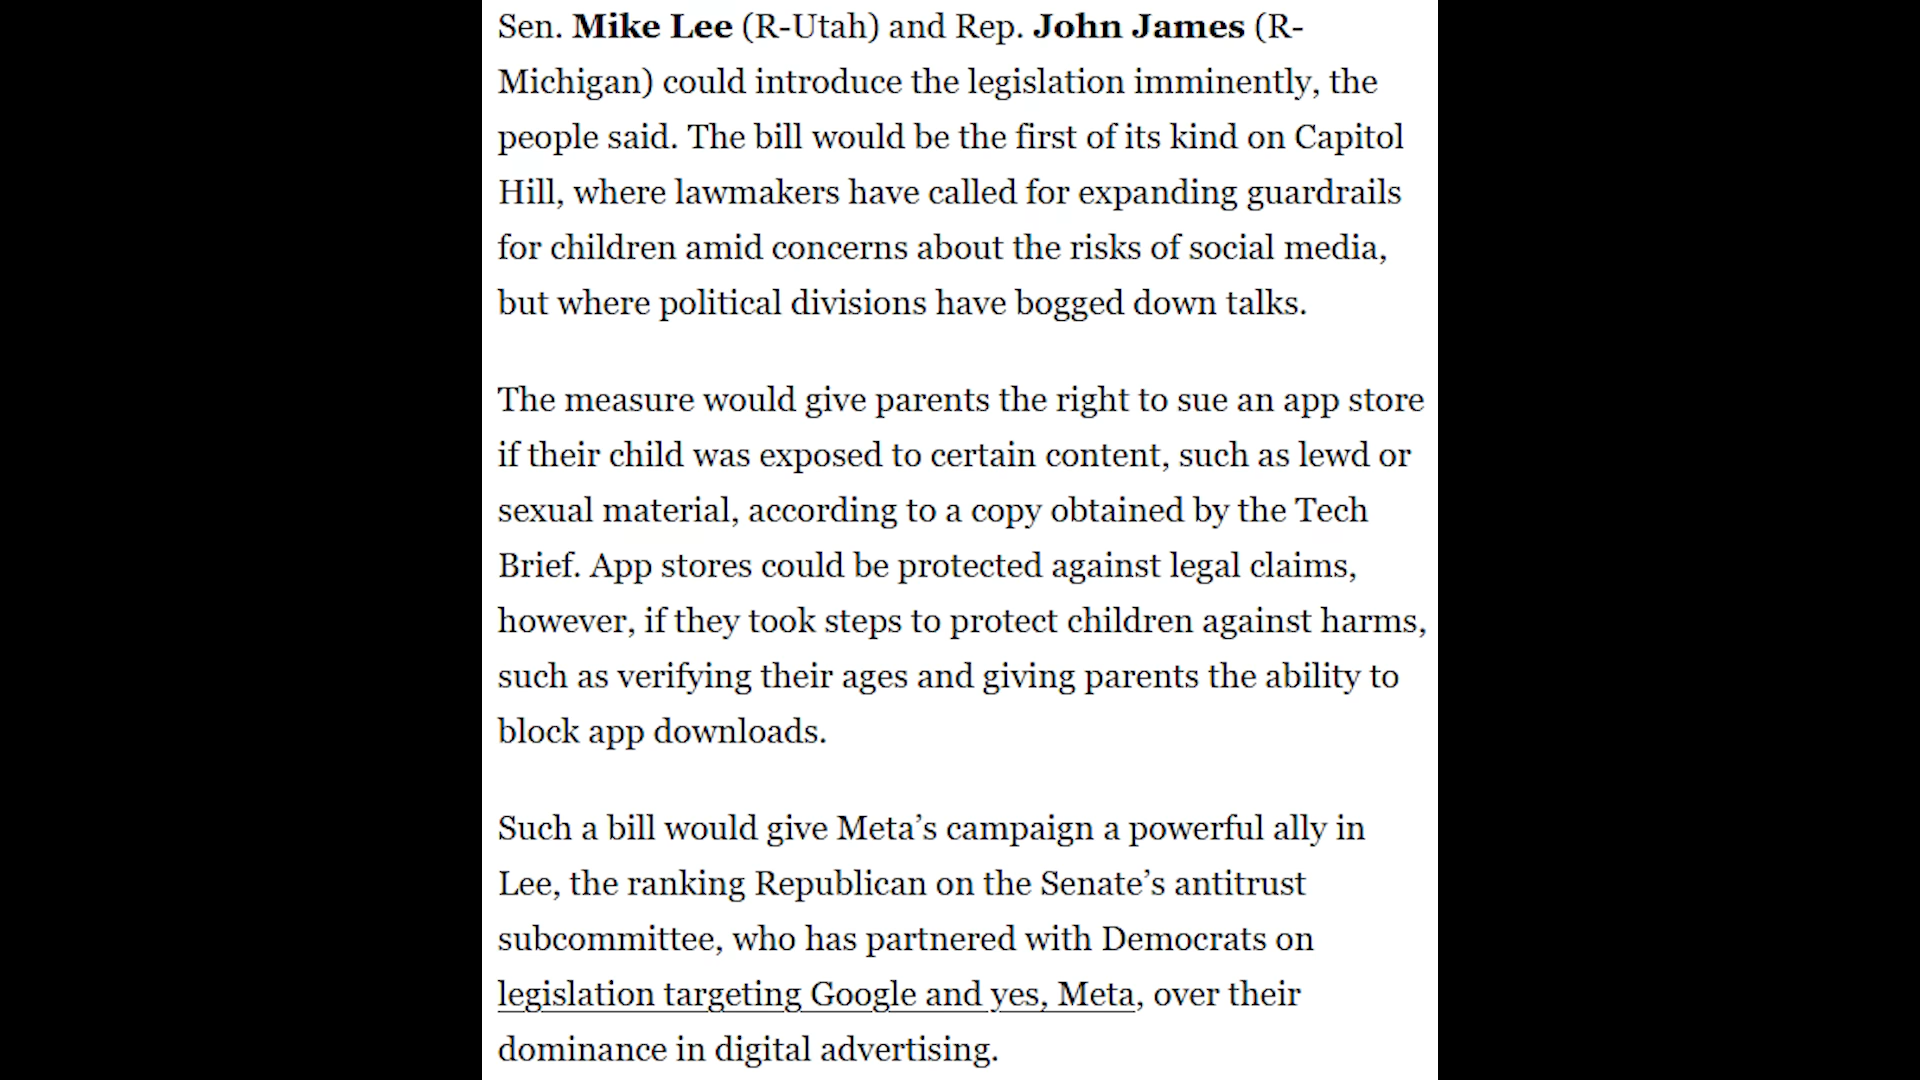 Sen. Mike Lee (R-Utah) and Rep. John James (R-
Michigan) could introduce the legislation imminently, the
people said. The bill would be the first of its kind on Capitol
Hill, where lawmakers have called for expanding guardrails
for children amid concerns about the risks of social media,
but where political divisions have bogged down talks.
The measure would give parents the right to sue an app store
if their child was exposed to certain content, such as lewd or
sexual material, according to a copy obtained by the Tech
Brief. App stores could be protected against legal claims,
however, if they took steps to protect children against harms,
such as verifying their ages and giving parents the ability to
block app downloads.
Such a bill would give Meta’s campaign a powerful ally in
Lee, the ranking Republican on the Senate’s antitrust
subcommittee, who has partnered with Democrats on
legislation targeting Google and yes, Meta, over their
dominance in digital advertising.